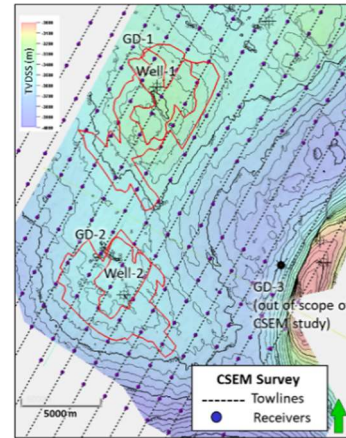 TVDSS (m)
GD-1
Well-1
GD-2
Well-2
GD-3
(out of scope of
CSEM study)
CSEM Survey
Towlines
Receivers
5000 m